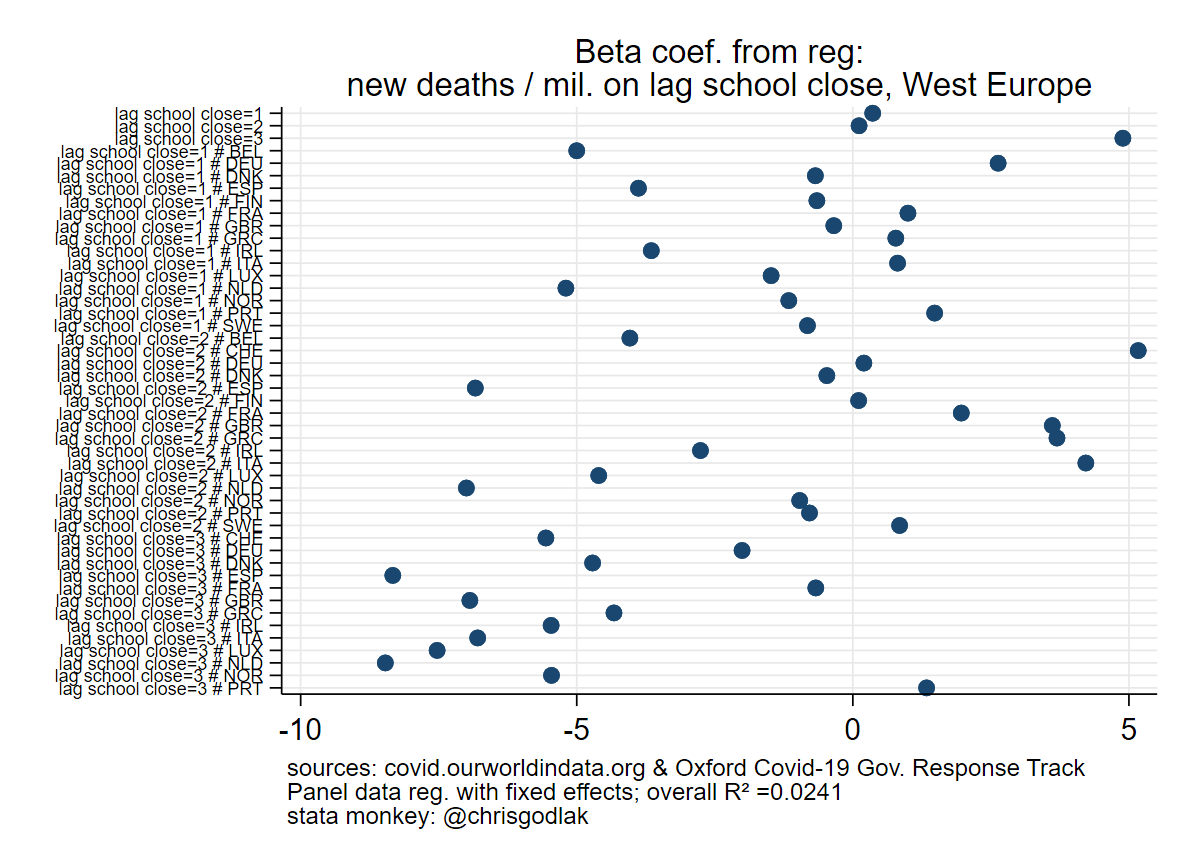 Beta coef. from reg:
new deaths / mil. on lag school close, West Europe
lag school close=1
lag school close=2
lag school close=3
lag school close=1 # BEL
lag school close=1 # DEU
lag school close=1 # DNK
lag school close=1 # ESP
lag school close=1 # FIN
lag school close=1 # FRA
lag school close=1 # GBR
lag school close=1 # GRC
lag school close=1 # IRL
lag school close=1 # ITA
lag school close=1 # LUX
lag school close=1 # NLD
lag school close=1 # NOR
lag school close=1 # PRT
lag school close=1 # SWE
lag school close=2 # BEL
lag school close=2 # CHE
lag school close=2 # DEU
lag school close=2 # DNK
lag school close=2 # ESP
lag school close=2 # FIN
lag school close=2 # FRA
lag school close=2 # GBR
lag school close=2 # GRC
lag school close=2 # IRL
lag school close=2 # ITA
lag school close=2 # LUX
lag school close=2 # NLD
lag school close=2 # NOR
lag school close=2 # PRT
lag school close=2 # SWE
lag school close=3 # CHE
lag school close=3 # DEU
lag school close=3 # DNK
lag school close=3 # ESP
lag school close=3 # FRA
lag school close=3 # GBR
lag school close=3 # GRC
lag school close=3 # IRL
lag school close=3 # ITA
lag school close=3 # LUX
lag school close=3 # NLD
lag school close=3 # NOR
lag school close=3 # PRT
-10 -5 0 5
sources: covid.ourworldindata.org & Oxford Covid-19 Gov. Response Track
Panel data reg. with fixed effects; overall R² =0.0241
stata monkey: @chrisgodlak